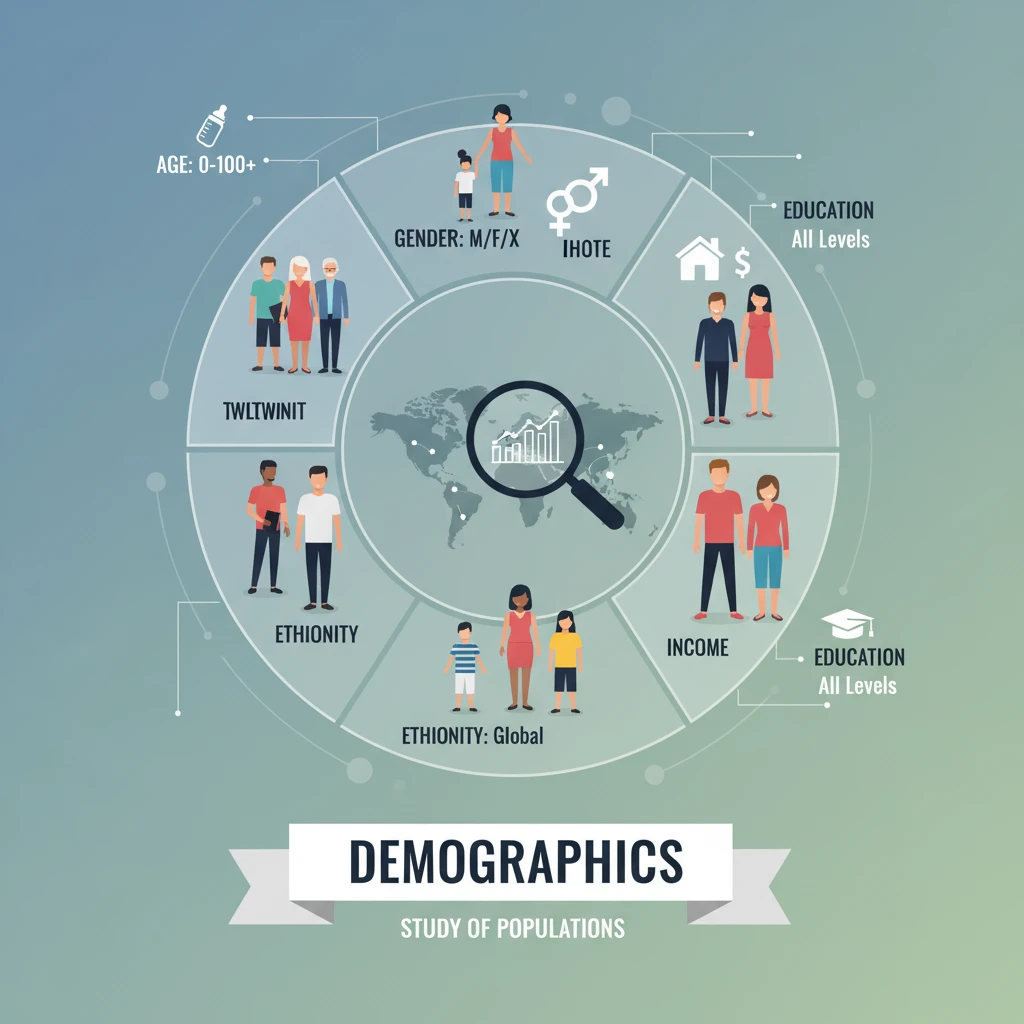 AGE: 0-100+
GENDER: M/F/X
IHOTE
EDUCATION
All Levels
$
TWLTWINIT
ETHIONITY
INCOME
EDUCATION
All Levels
ETHIONITY: Global
DEMOGRAPHICS
STUDY OF POPULATIONS